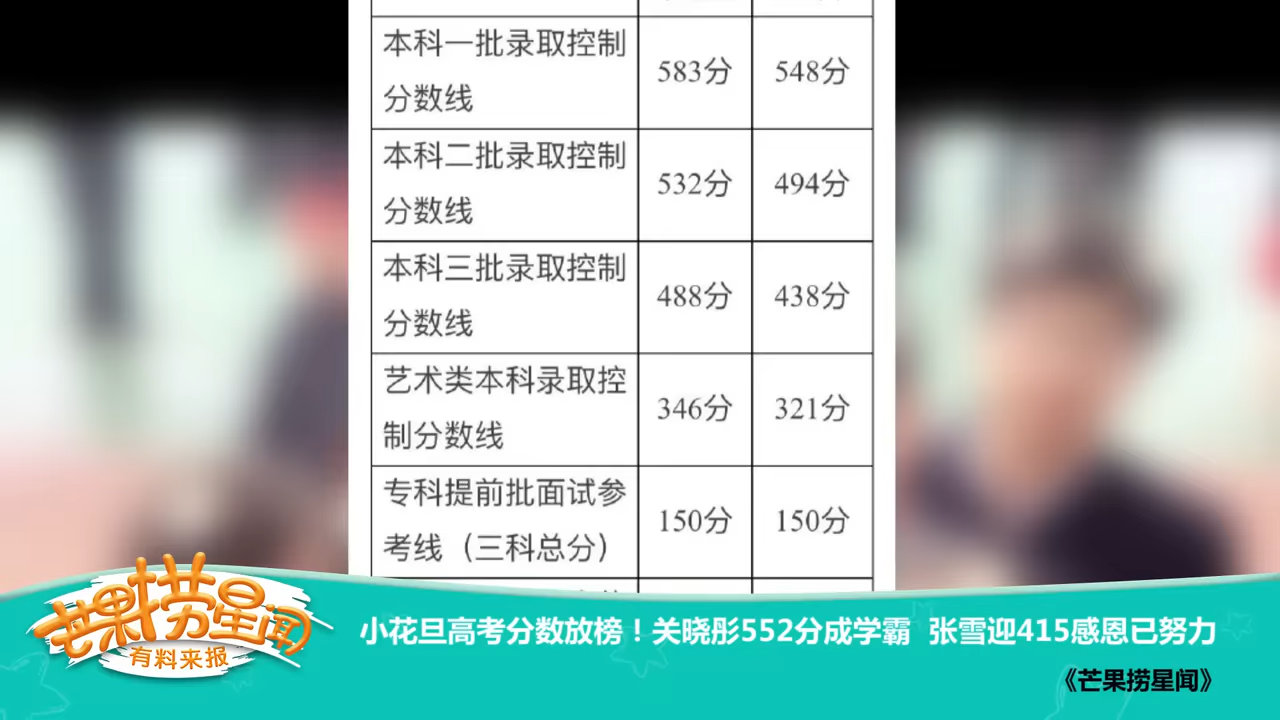 本科一批录取控制
分数线
583分
548分
本科二批录取控制
分数线
532分
494分
本科三批录取控制
分数线
488分
438分
艺术类本科录取控
制分数线
346分
321分
专科提前批面试参
考线（三科总分）
150分
150分
芒果捞星闻
有料来报
小花旦高考分数放榜！关晓彤552分成学霸 张雪迎415感恩已努力
《芒果捞星闻》